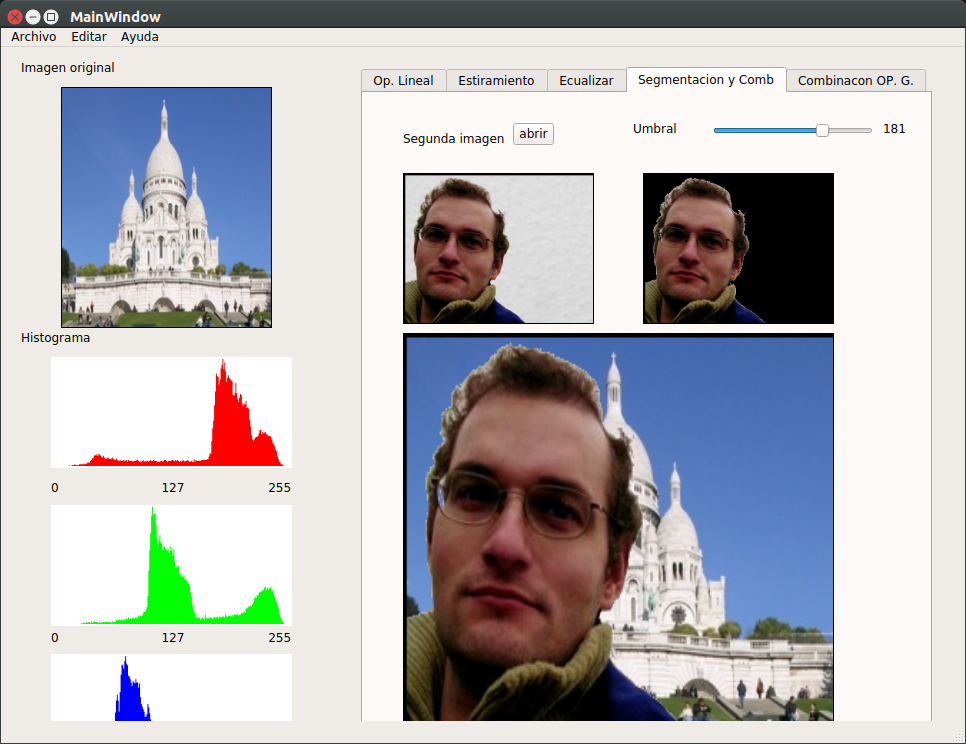 MainWindow
Archivo Editar Ayuda
Imagen original
Histograma
0 127 255
0 127 255
Op. Lineal Estiramiento Ecualizar Segmentacion y Comb Combinacon OP. G.
Segunda imagen abrir
Umbral 181